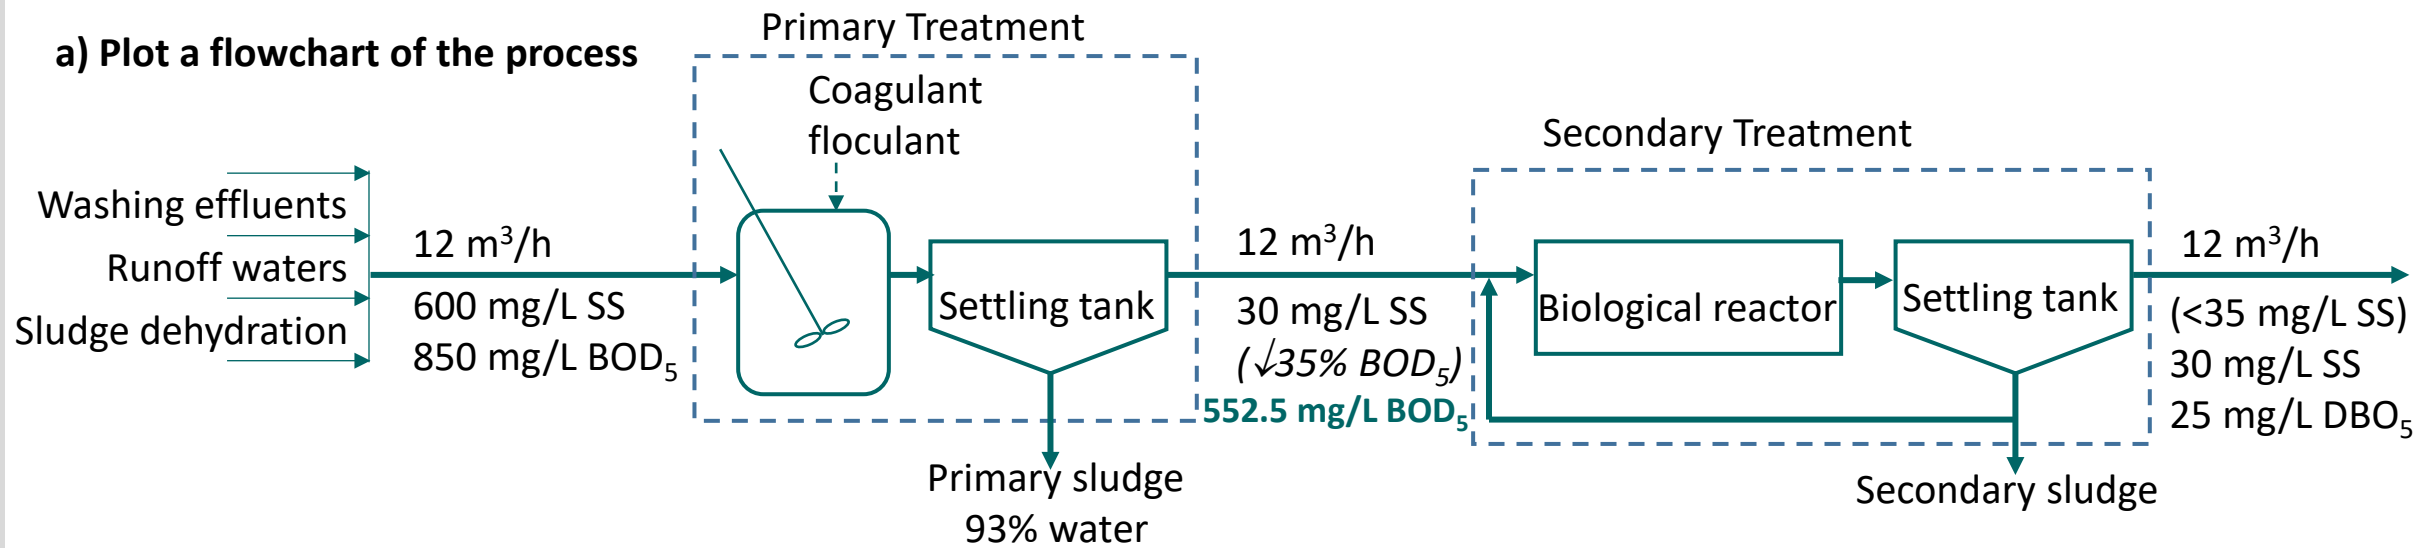 a) Plot a flowchart of the process
Primary Treatment
Coagulant
floculant
Secondary Treatment
Washing effluents
Runoff waters
Sludge dehydration
12 m³/h
600 mg/L SS
850 mg/L BOD₅
Settling tank
Primary sludge
93% water
12 m³/h
30 mg/L SS
(↓35% BOD₅)
552.5 mg/L BOD₅
Biological reactor
Settling tank
Secondary sludge
12 m³/h
(<35 mg/L SS)
30 mg/L SS
25 mg/L DBO₅